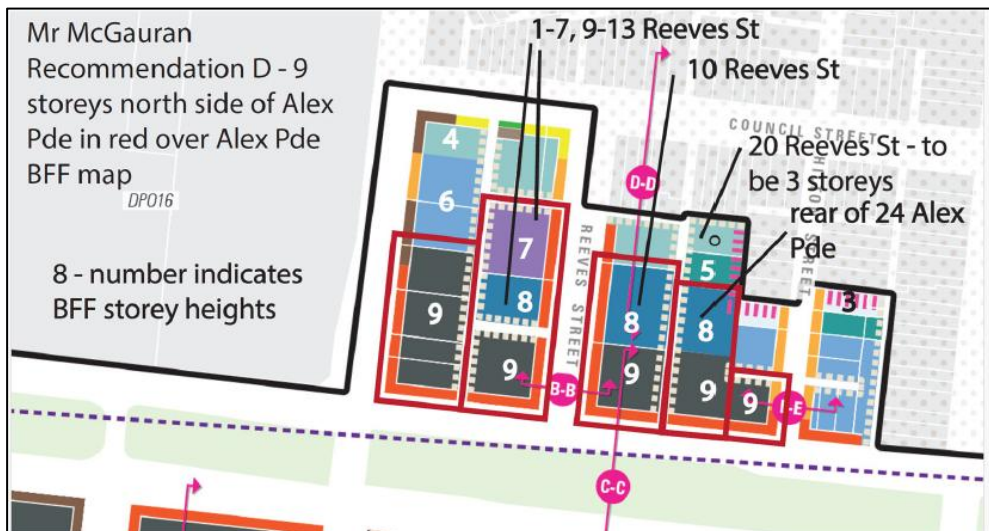 Mr McGauran
Recommendation D - 9
storeys north side of Alex
Pde in red over Alex Pde
BFF map
DPO16
8 - number indicates
BFF storey heights
1-7, 9-13 Reeves St
10 Reeves St
COUNCIL STREET
20 Reeves St - to
be 3 storeys
rear of 24 Alex
Pde
D-D
REEVES STREET
STREET
4
6
7
5
3
8
8
8
9
9
9
9
9
B-B
C-C